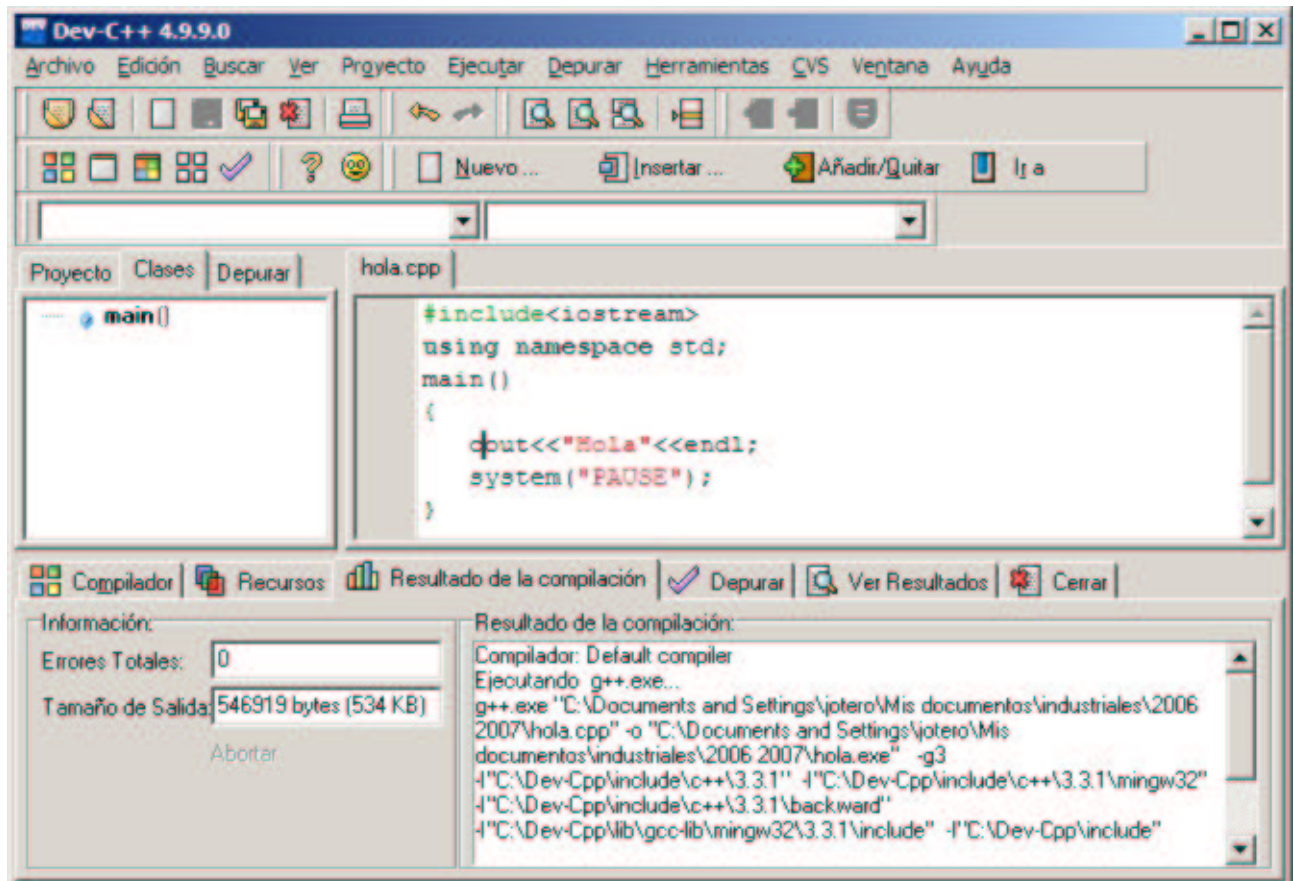 Dev-C++ 4.9.9.0
Archivo Edición Buscar Ver Proyecto Ejecutar Depurar Herramientas CVS Ventana Ayuda
Nuevo ... Insertar ... Añadir/Quitar Ir a
Proyecto Clases Depurar hola.cpp
main()
#include<iostream>
using namespace std;
main()
{
cout<<"Hola"<<endl;
system("PAUSE");
}
Compilador Recursos Resultado de la compilación Depurar Ver Resultados Cerrar
Información:
Errores Totales: 0
Tamaño de Salida: 546919 bytes (534 KB)
Abortar
Resultado de la compilación:
Compilador: Default compiler
Ejecutando g++.exe...
g++.exe "C:\Documents and Settings\jotero\Mis documentos\industriales\2006
2007\hola.cpp" -o "C:\Documents and Settings\jotero\Mis
documentos\industriales\2006 2007\hola.exe" -g3
-I"C:\Dev-Cpp\include\c++\3.3.1" -I"C:\Dev-Cpp\include\c++\3.3.1\mingw32"
-I"C:\Dev-Cpp\include\c++\3.3.1\backward"
-I"C:\Dev-Cpp\lib\gcc-lib\mingw32\3.3.1\include" -I"C:\Dev-Cpp\include"